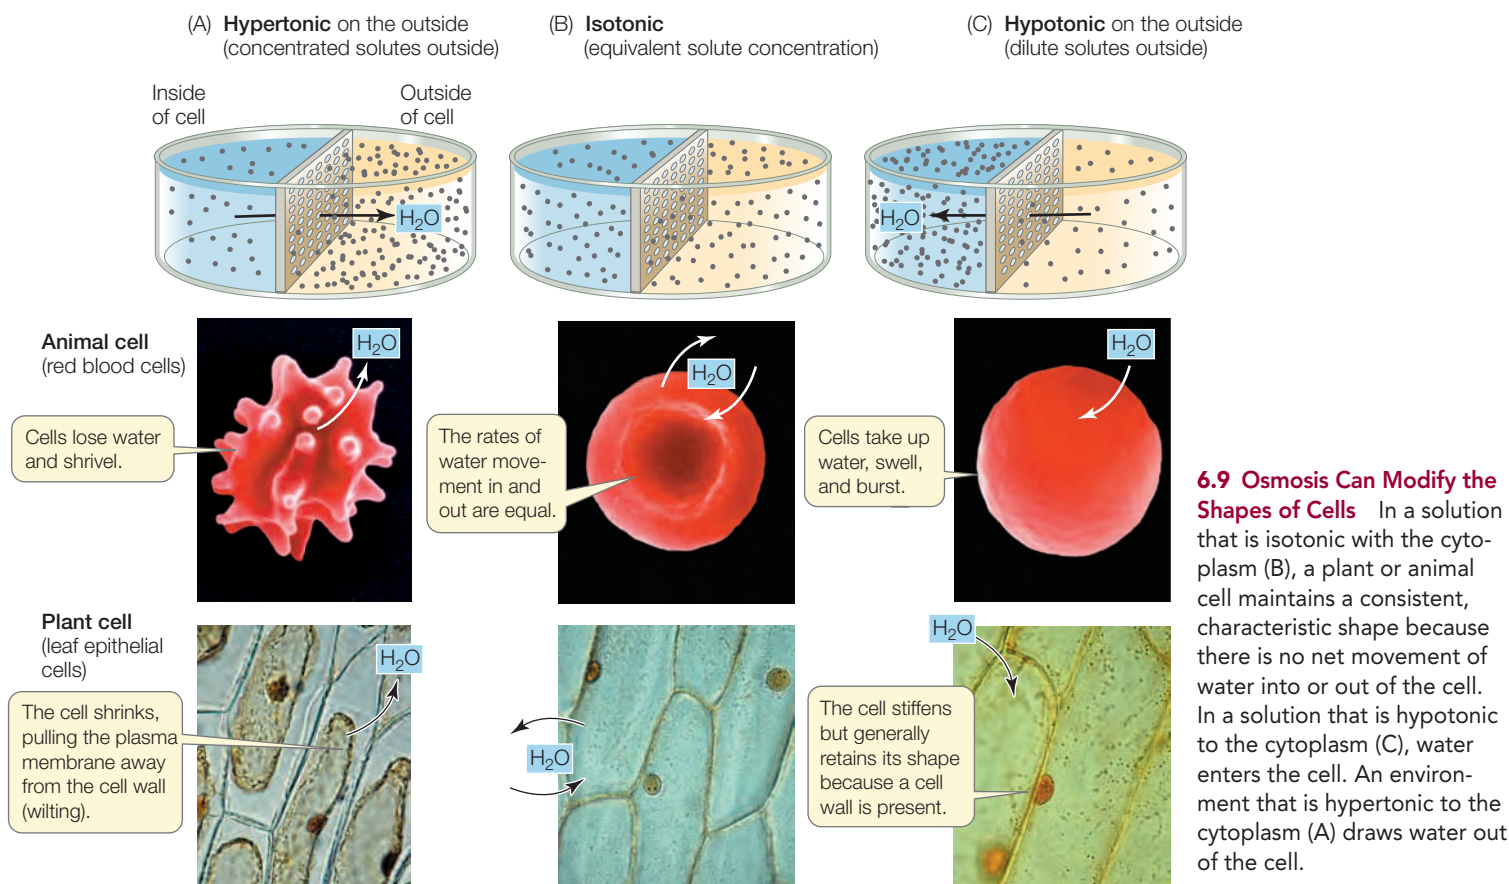 (A) Hypertonic on the outside
(concentrated solutes outside)
(B) Isotonic
(equivalent solute concentration)
(C) Hypotonic on the outside
(dilute solutes outside)
Inside
of cell
Outside
of cell
H2O
H2O
Animal cell
(red blood cells)
H2O
H2O
H2O
Cells lose water
and shrivel.
The rates of
water move-
ment in and
out are equal.
Cells take up
water, swell,
and burst.
Plant cell
(leaf epithelial
cells)
H2O
H2O
H2O
The cell shrinks,
pulling the plasma
membrane away
from the cell wall
(wilting).
The cell stiffens
but generally
retains its shape
because a cell
wall is present.
6.9 Osmosis Can Modify the
Shapes of Cells In a solution
that is isotonic with the cyto-
plasm (B), a plant or animal
cell maintains a consistent,
characteristic shape because
there is no net movement of
water into or out of the cell.
In a solution that is hypotonic
to the cytoplasm (C), water
enters the cell. An environ-
ment that is hypertonic to the
cytoplasm (A) draws water out
of the cell.